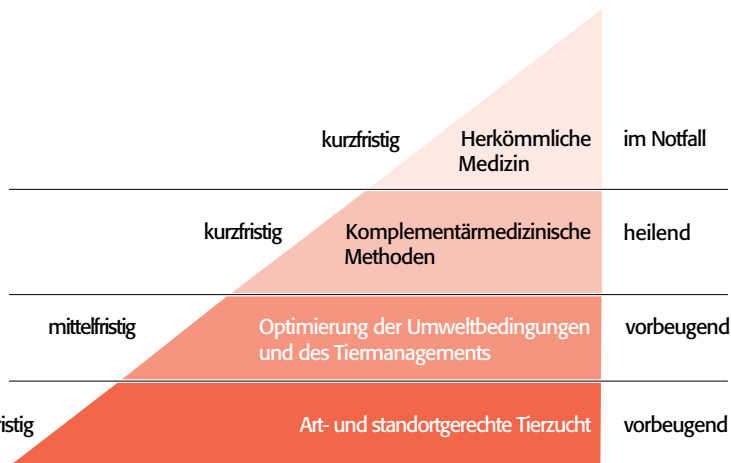 kurzfristig Herkömmliche im Notfall
Medizin
kurzfristig Komplementärmedizinische heilend
Methoden
mittelfristig Optimierung der Umweltbedingungen vorbeugend
und des Tiermanagements
ristig Art- und standortgerechte Tierzucht vorbeugend